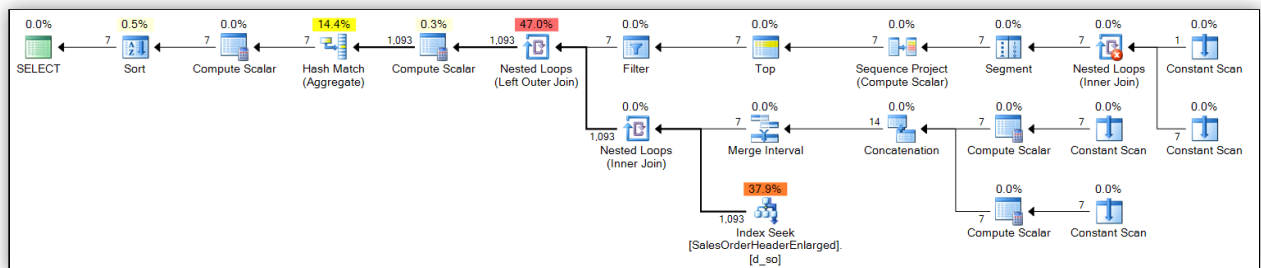 0.0% 0.5% 0.0% 14.4% 0.3% 47.0% 0.0% 0.0% 0.0% 0.0% 0.0% 0.0%
7 7 7 1,093 1,093 7 7 7 7 7 1
SELECT Sort Compute Scalar Hash Match Compute Scalar Nested Loops Filter Top Sequence Project Segment Nested Loops Constant Scan
(Aggregate) (Left Outer Join) (Compute Scalar) (Inner Join)
0.0% 0.0% 0.0% 0.0% 0.0% 0.0%
1,093 7 14 7 7 7
Nested Loops Merge Interval Concatenation Compute Scalar Constant Scan Constant Scan
(Inner Join)
37.9% 0.0% 0.0%
1,093 7 7
Index Seek Compute Scalar Constant Scan
[SalesOrderHeaderEnlarged].
[d_so]